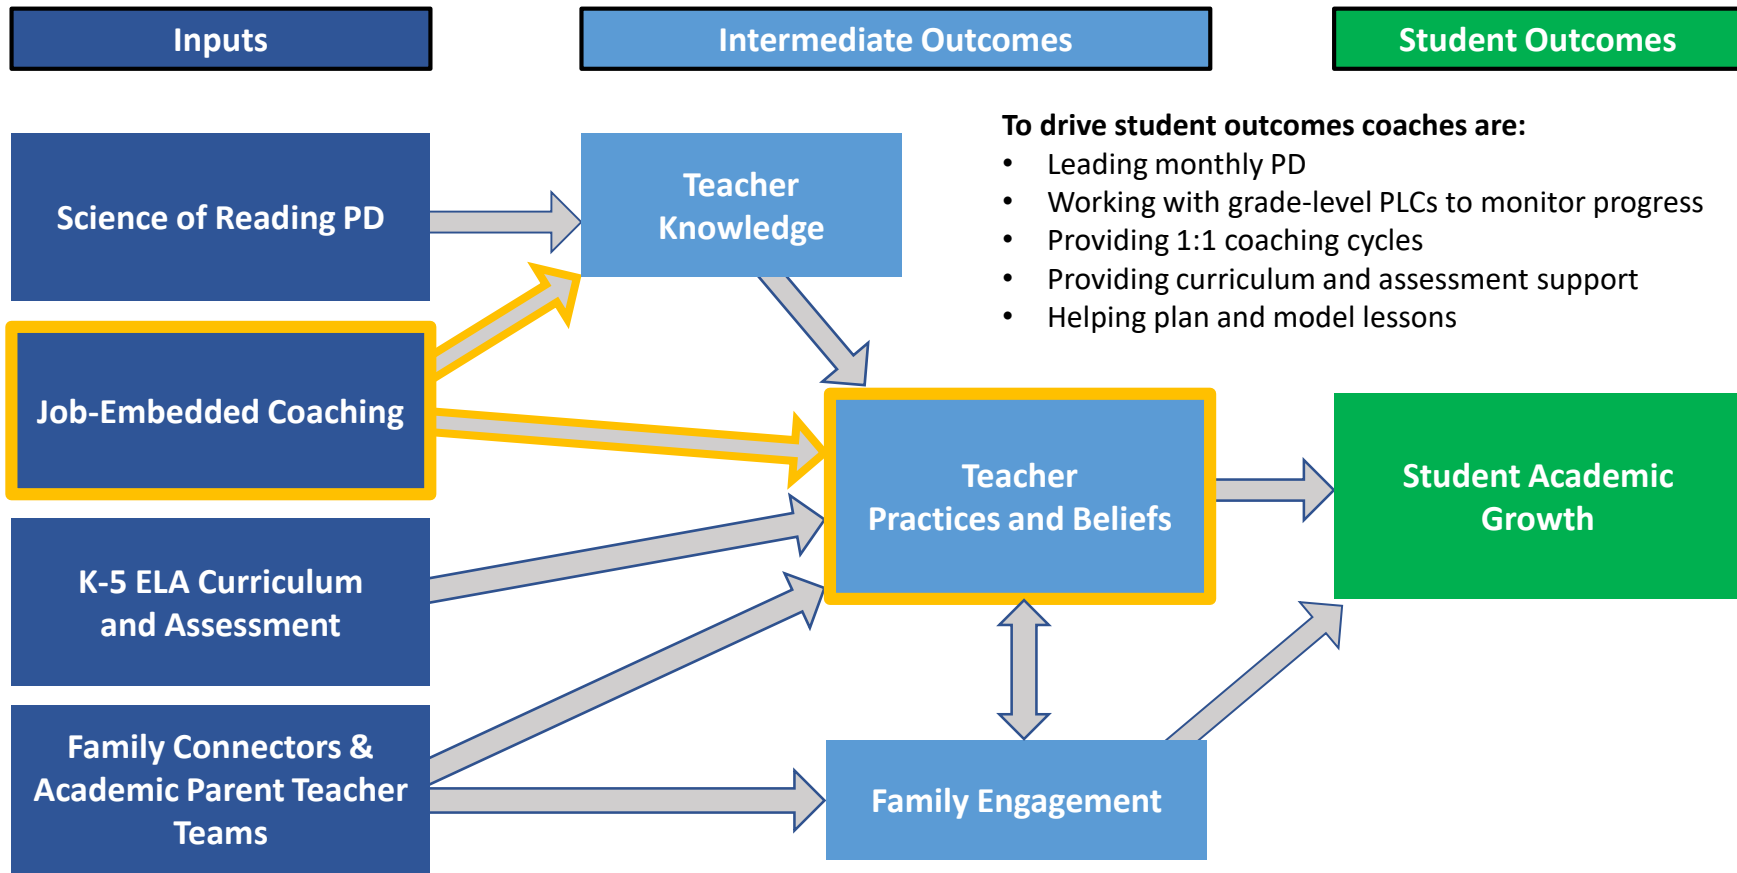 Inputs
Intermediate Outcomes
Student Outcomes
To drive student outcomes coaches are:
• Leading monthly PD
• Working with grade-level PLCs to monitor progress
• Providing 1:1 coaching cycles
• Providing curriculum and assessment support
• Helping plan and model lessons
Science of Reading PD
Teacher
Knowledge
Job-Embedded Coaching
Teacher
Practices and Beliefs
Student Academic
Growth
K-5 ELA Curriculum
and Assessment
Family Connectors &
Academic Parent Teacher
Teams
Family Engagement